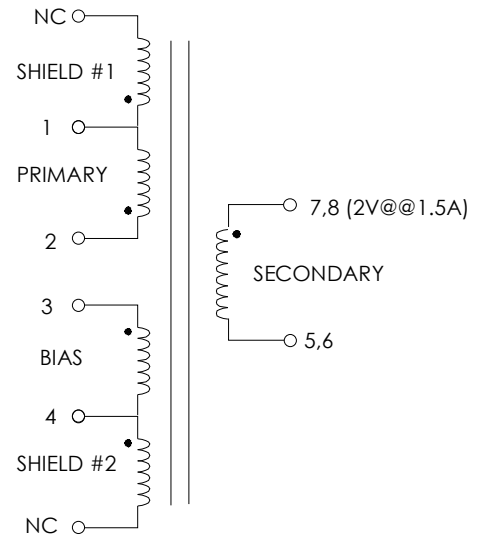 NC
SHIELD #1
1
PRIMARY
2
7,8 (2V@@1.5A)
SECONDARY
3
5,6
BIAS
4
SHIELD #2
NC